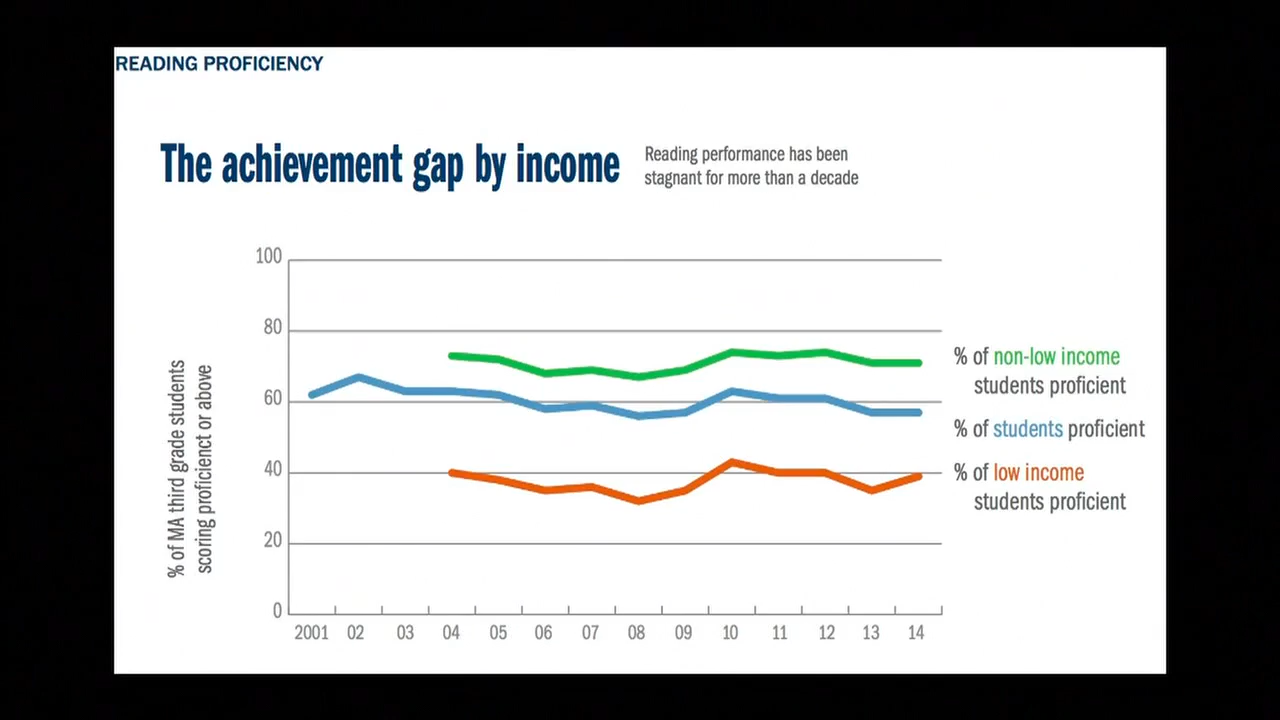 READING PROFICIENCY
The achievement gap by income
Reading performance has been
stagnant for more than a decade
% of MA third grade students
scoring proficienct or above
100
80
60
40
20
0
2001 02 03 04 05 06 07 08 09 10 11 12 13 14
% of non-low income
students proficient
% of students proficient
% of low income
students proficient